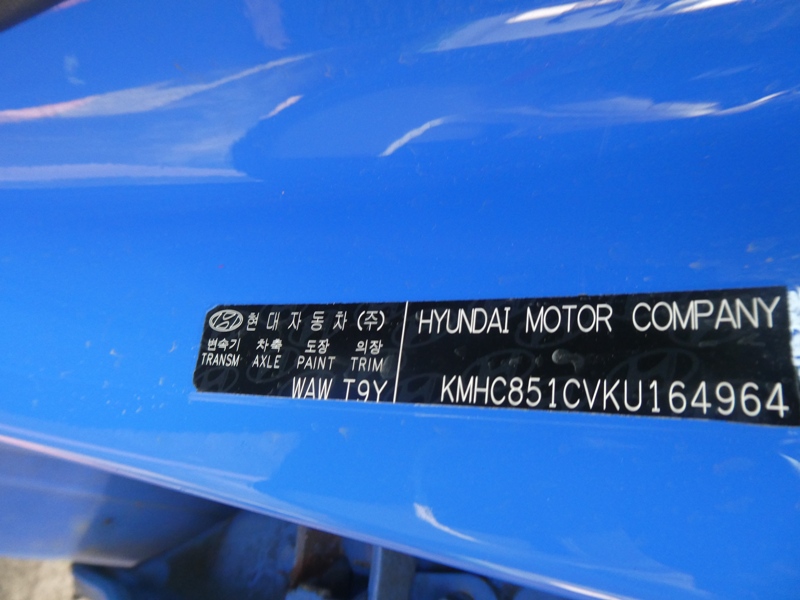 현대자동차(주)
변속기 차축 도장 의장
TRANSM AXLE PAINT TRIM
WAW T9Y
HYUNDAI MOTOR COMPANY
KMHC851CVKU164964